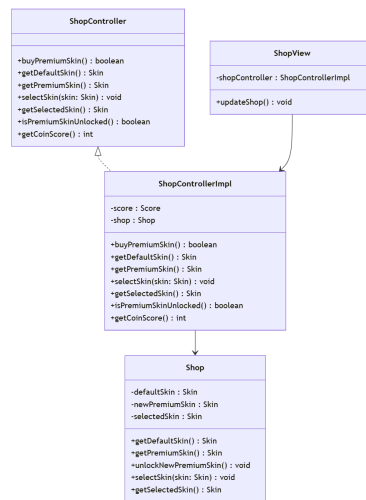 ShopController
+buyPremiumSkin() : boolean
+getDefaultSkin() : Skin
+getPremiumSkin() : Skin
+selectSkin(skin: Skin) : void
+getSelectedSkin() : Skin
+isPremiumSkinUnlocked() : boolean
+getCoinScore() : int
ShopView
-shopController : ShopControllerImpl
+updateShop() : void
ShopControllerImpl
-score : Score
-shop : Shop
+buyPremiumSkin() : boolean
+getDefaultSkin() : Skin
+getPremiumSkin() : Skin
+selectSkin(skin: Skin) : void
+getSelectedSkin() : Skin
+isPremiumSkinUnlocked() : boolean
+getCoinScore() : int
Shop
-defaultSkin : Skin
-newPremiumSkin : Skin
-selectedSkin : Skin
+getDefaultSkin() : Skin
+getPremiumSkin() : Skin
+unlockNewPremiumSkin() : void
+selectSkin(skin: Skin) : void
+getSelectedSkin() : Skin